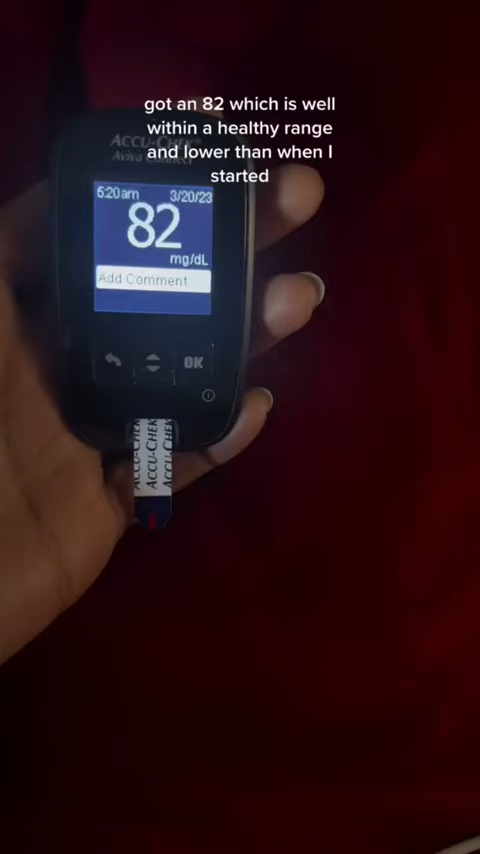 got an 82 which is well
within a healthy range
and lower than when I
started
ACCU-CHEK
Aviva Connect
5:20am 3/20/23
82
mg/dL
Add Comment
OK
ACCU-CHEK
ACCU-CHEK
ACCU-CHEK